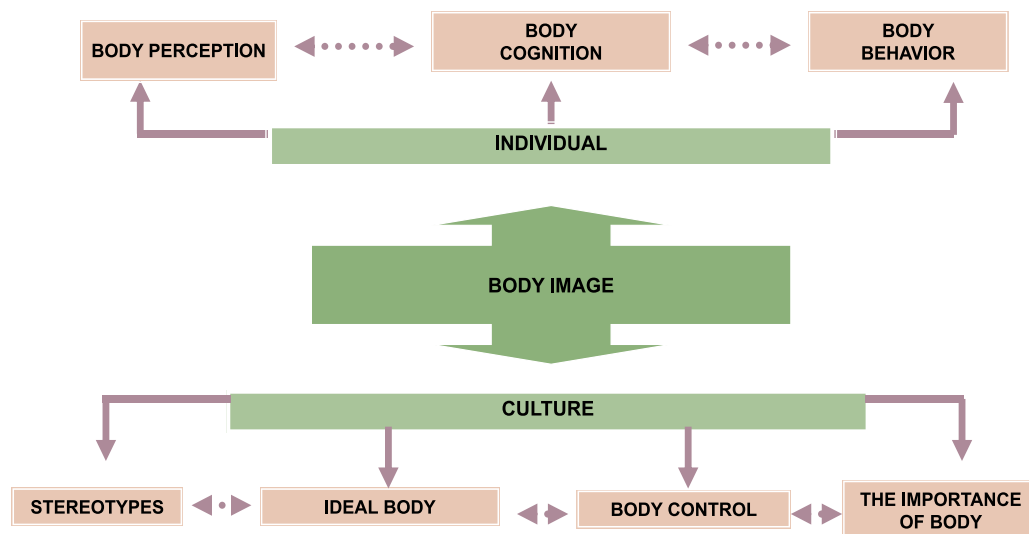 BODY PERCEPTION
BODY
COGNITION
BODY
BEHAVIOR
INDIVIDUAL
BODY IMAGE
CULTURE
STEREOTYPES
IDEAL BODY
BODY CONTROL
THE IMPORTANCE
OF BODY